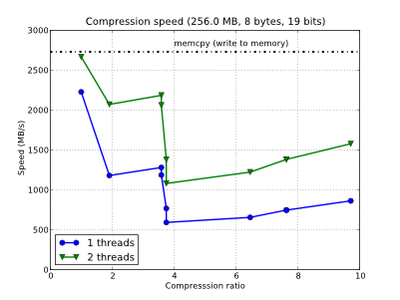 Compression speed (256.0 MB, 8 bytes, 19 bits)
3000
memcpy (write to memory)
2500
2000
1500
1000
500
0
Speed (MB/s)
1 threads
2 threads
0 2 4 6 8 10
Compresssion ratio